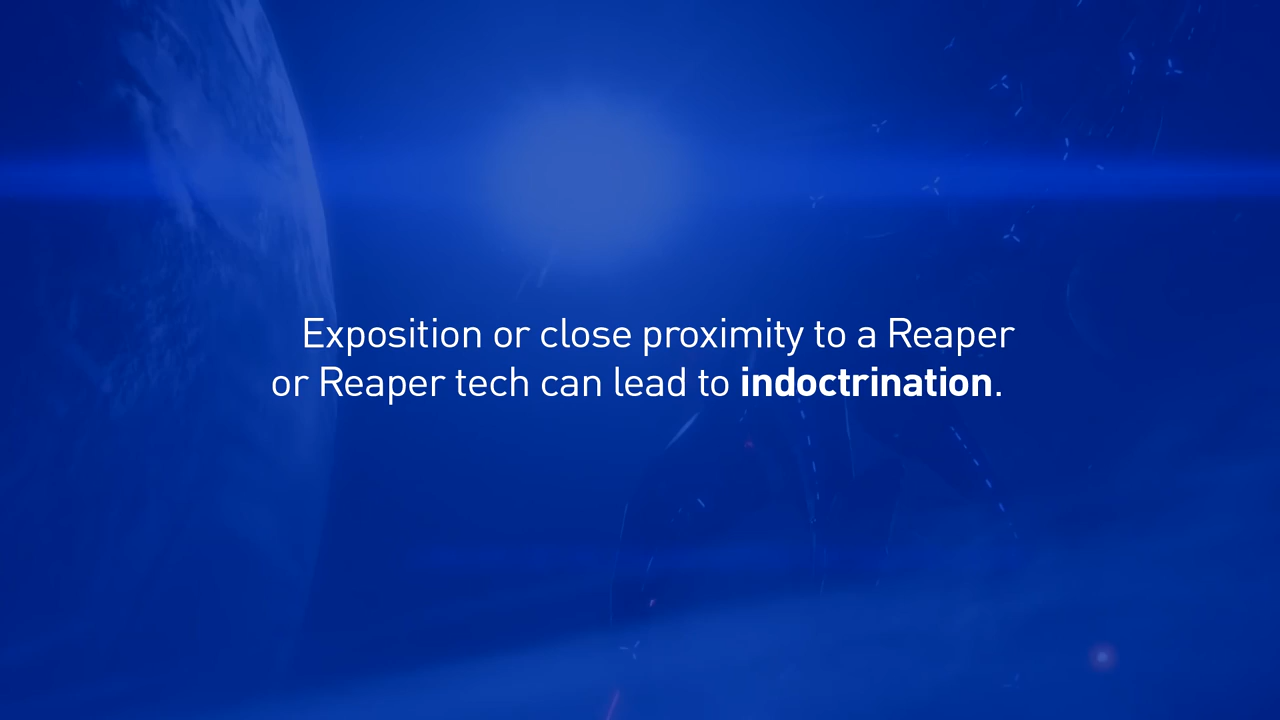 Exposition or close proximity to a Reaper
or Reaper tech can lead to indoctrination.